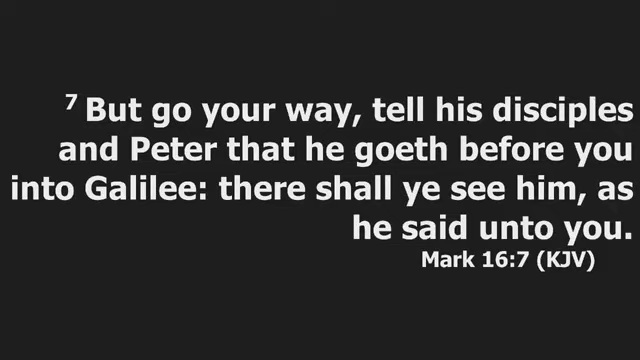 7 But go your way, tell his disciples
and Peter that he goeth before you
into Galilee: there shall ye see him, as
he said unto you.
Mark 16:7 (KJV)